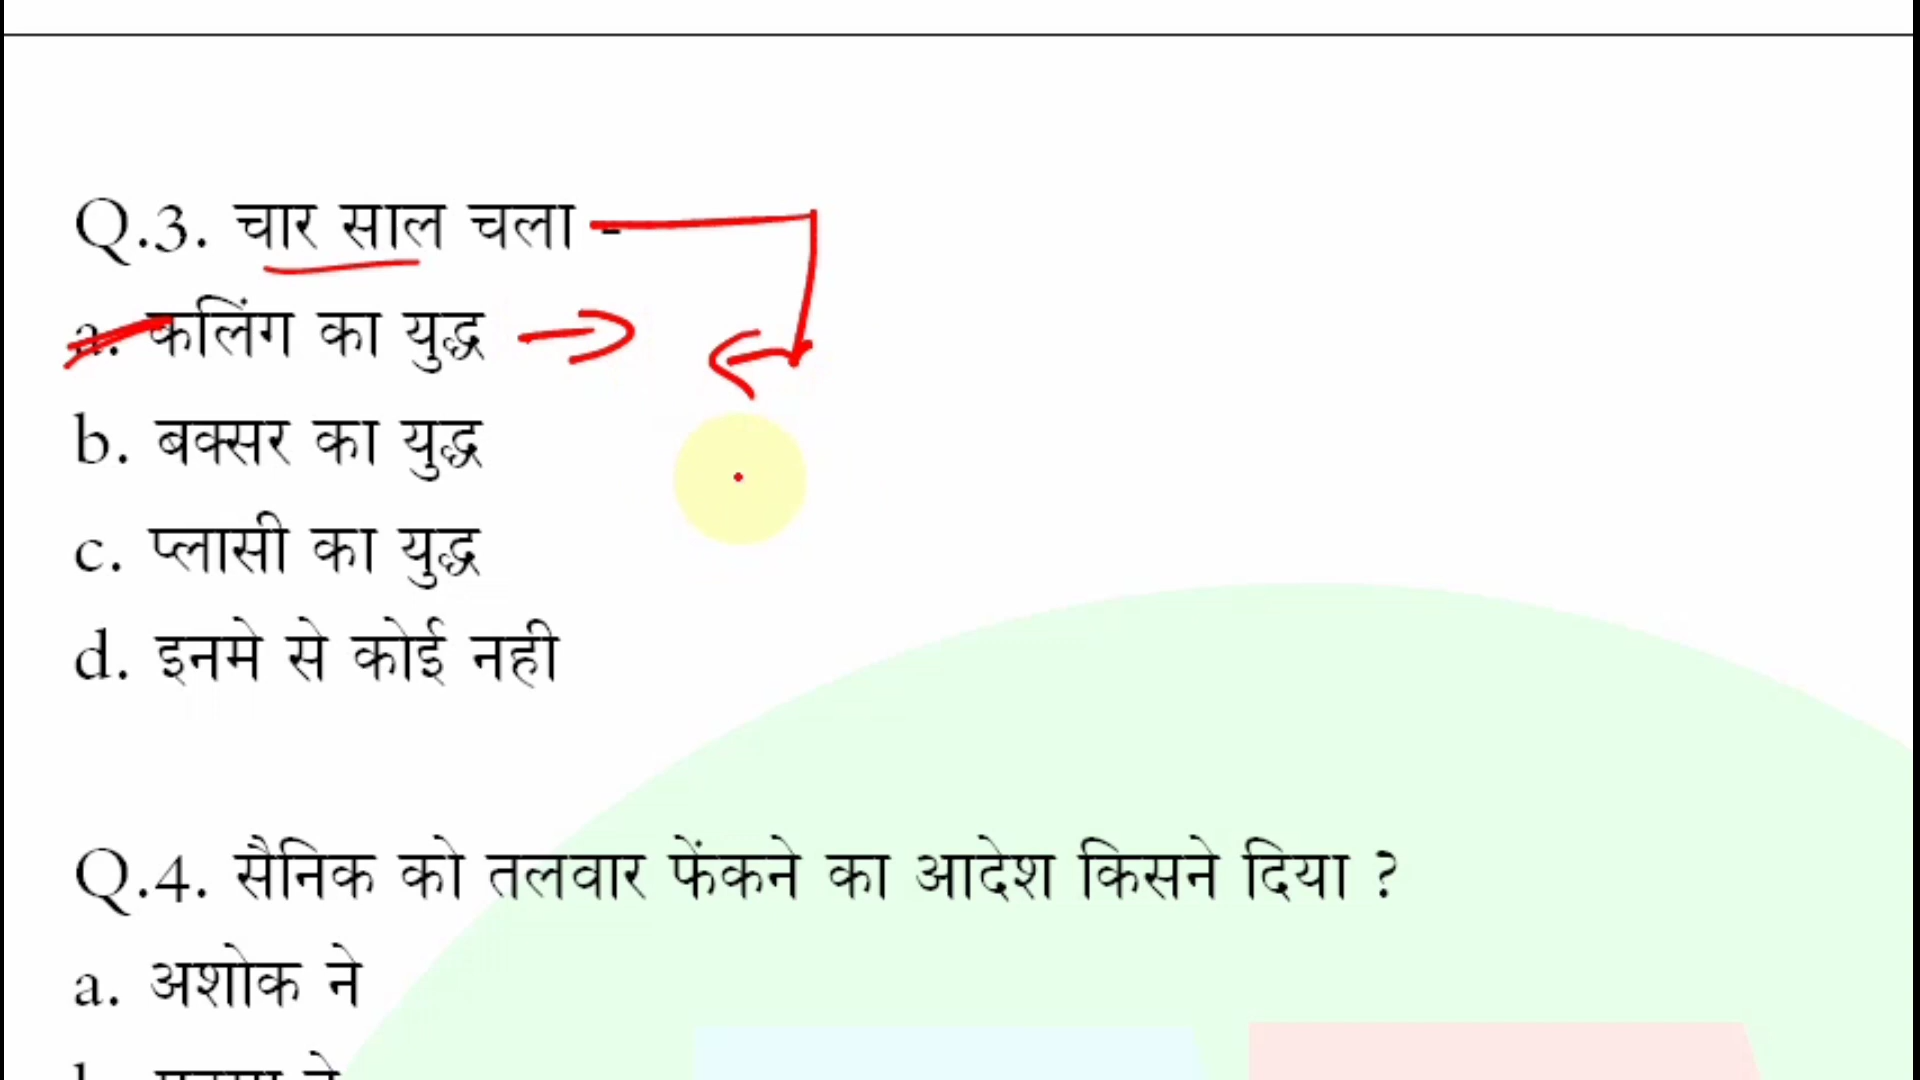 Q.3. चार साल चला -
a. कलिंग का युद्ध
b. बक्सर का युद्ध
c. प्लासी का युद्ध
d. इनमे से कोई नही
Q.4. सैनिक को तलवार फेंकने का आदेश किसने दिया ?
a. अशोक ने